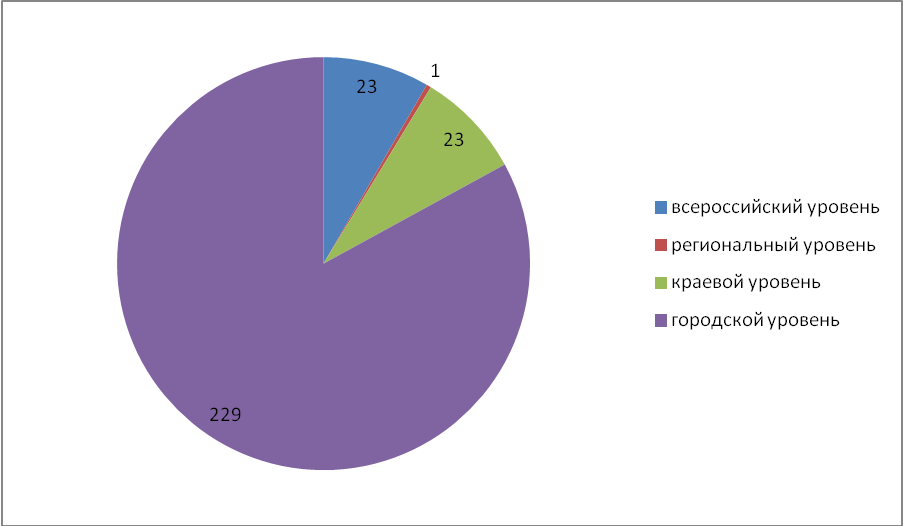 23
1
23
229
всероссийский уровень
региональный уровень
краевой уровень
городской уровень